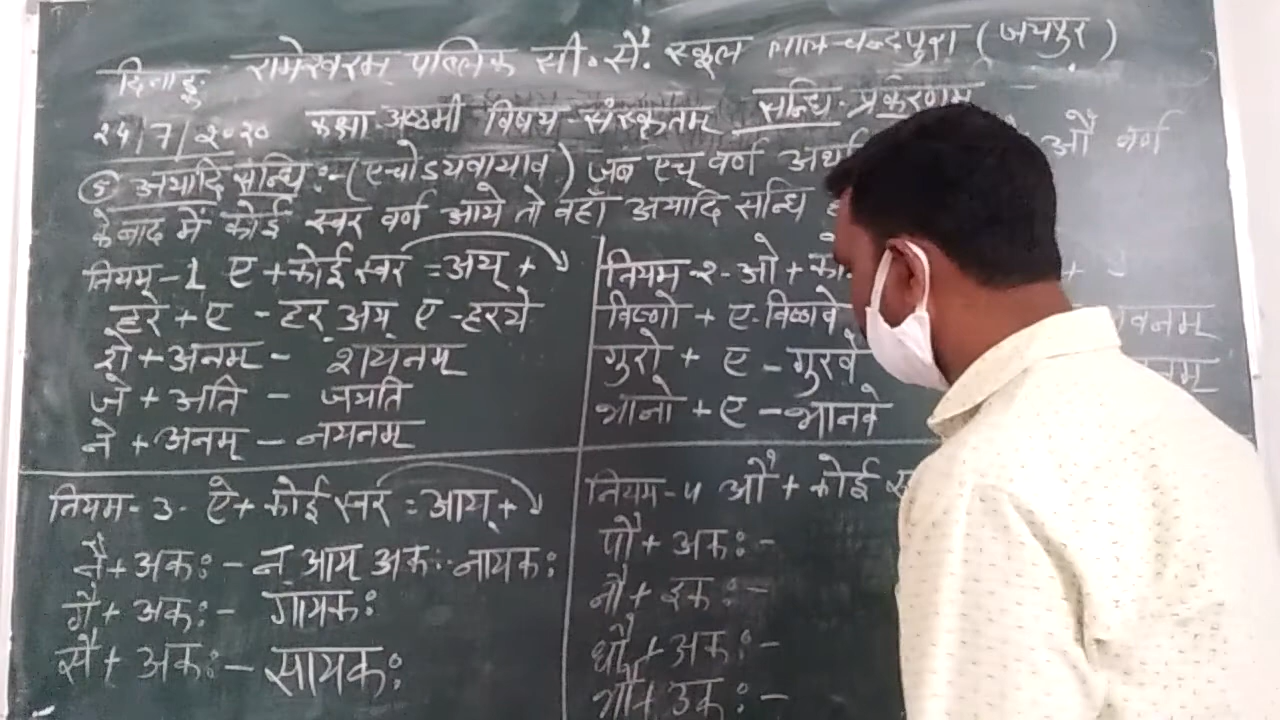 दिनाङ्क रामेश्वरम पब्लिक सी. सै. स्कूल लालचन्दपुरा (जयपुर)
24/7/2020 कक्षा अष्ठमी विषय-संस्कृतम् सन्धि-प्रकरणम्
5 अयादि सन्धि:-(एचोऽयवायाव) जब एच् वर्ण औ वर्ण
के बाद में कोई स्वर वर्ण आये तो वहाँ अयादि सन्धि
नियम-1 ए+कोई स्वर =अय्+
हरे +ए - हर् अय् ए -हरये
शे+अनम - शयनम्
जे +अति - जयति
ने +अनम् - नयनम्
नियम-2-ओ+
विष्णो + ए-विष्णवे वनम्
गुरो + ए -गुरवे
भानो +ए -भानवे
नियम-3- ऐ+कोई स्वर =आय्+
नै+अक:- न् आय् अक:-नायक:
गै+अक:- गायक:
सै+अक:- सायक:
नियम-4 औ+कोई
पौ+अक:-
नौ+इक:-
धौ+अक:-
भौ+उक:-